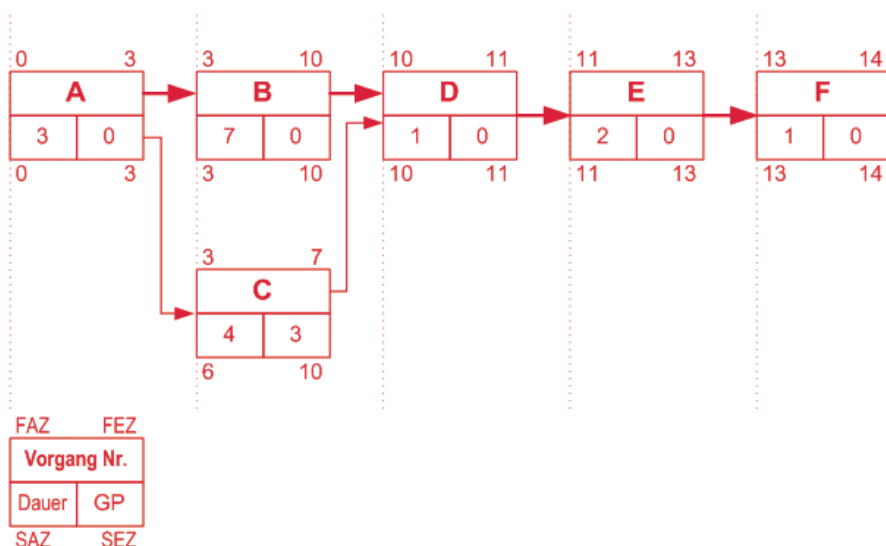 0 3 3 10 10 11 11 13 13 14
A B D E F
3 0 7 0 1 0 2 0 1 0
0 3 3 10 10 11 11 13 13 14
3 7
C
4 3
6 10
FAZ FEZ
Vorgang Nr.
Dauer GP
SAZ SEZ